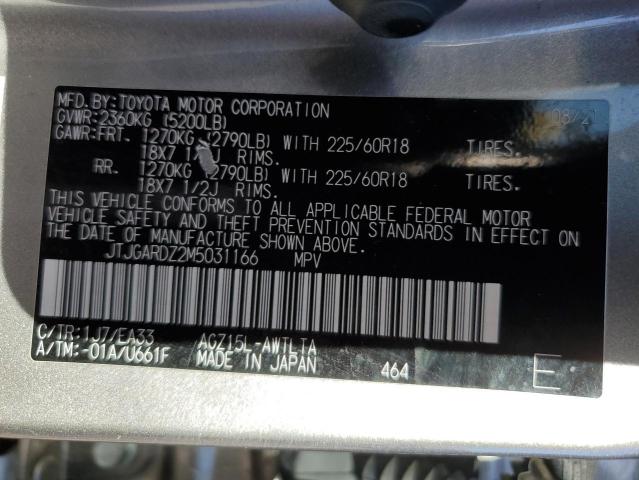 MFD.BY:TOYOTA MOTOR CORPORATION 08/21
GVWR:2360KG (5200LB)
GAWR:FRT. 1270KG (2790LB) WITH 225/60R18 TIRES.
18X7 1/2J RIMS.
RR. 1270KG (2790LB) WITH 225/60R18 TIRES.
18X7 1/2J RIMS.
THIS VEHICLE CONFORMS TO ALL APPLICABLE FEDERAL MOTOR
VEHICLE SAFETY AND THEFT PREVENTION STANDARDS IN EFFECT ON
THE DATE OF MANUFACTURE SHOWN ABOVE.
JTJGARDZ2M5031166 MPV
C/TR:1J7/EA33 AGZ15L-AWTLTA
A/TM:-01A/U661F MADE IN JAPAN 464 E